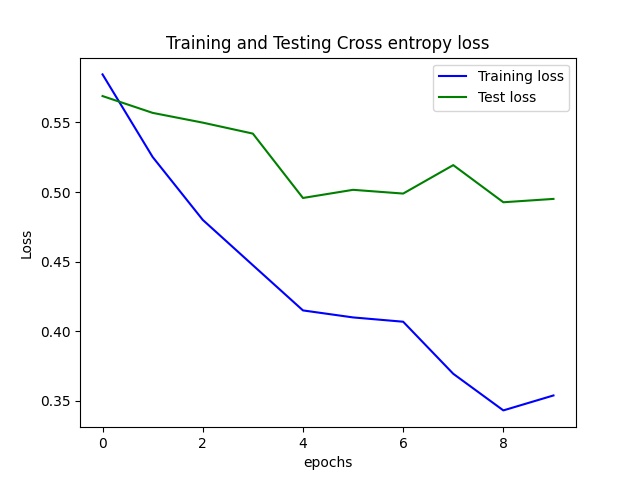 Training and Testing Cross entropy loss
Training loss
Test loss
0.55
0.50
0.45
0.40
0.35
Loss
0 2 4 6 8
epochs